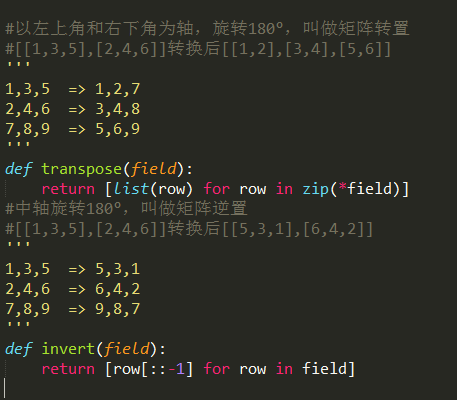 #以左上角和右下角为轴，旋转180°，叫做矩阵转置
#[[1,3,5],[2,4,6]]转换后[[1,2],[3,4],[5,6]]
'''
1,3,5  => 1,2,7
2,4,6  => 3,4,8
7,8,9  => 5,6,9
'''
def transpose(field):
    return [list(row) for row in zip(*field)]
#中轴旋转180°，叫做矩阵逆置
#[[1,3,5],[2,4,6]]转换后[[5,3,1],[6,4,2]]
'''
1,3,5  => 5,3,1
2,4,6  => 6,4,2
7,8,9  => 9,8,7
'''
def invert(field):
    return [row[::-1] for row in field]